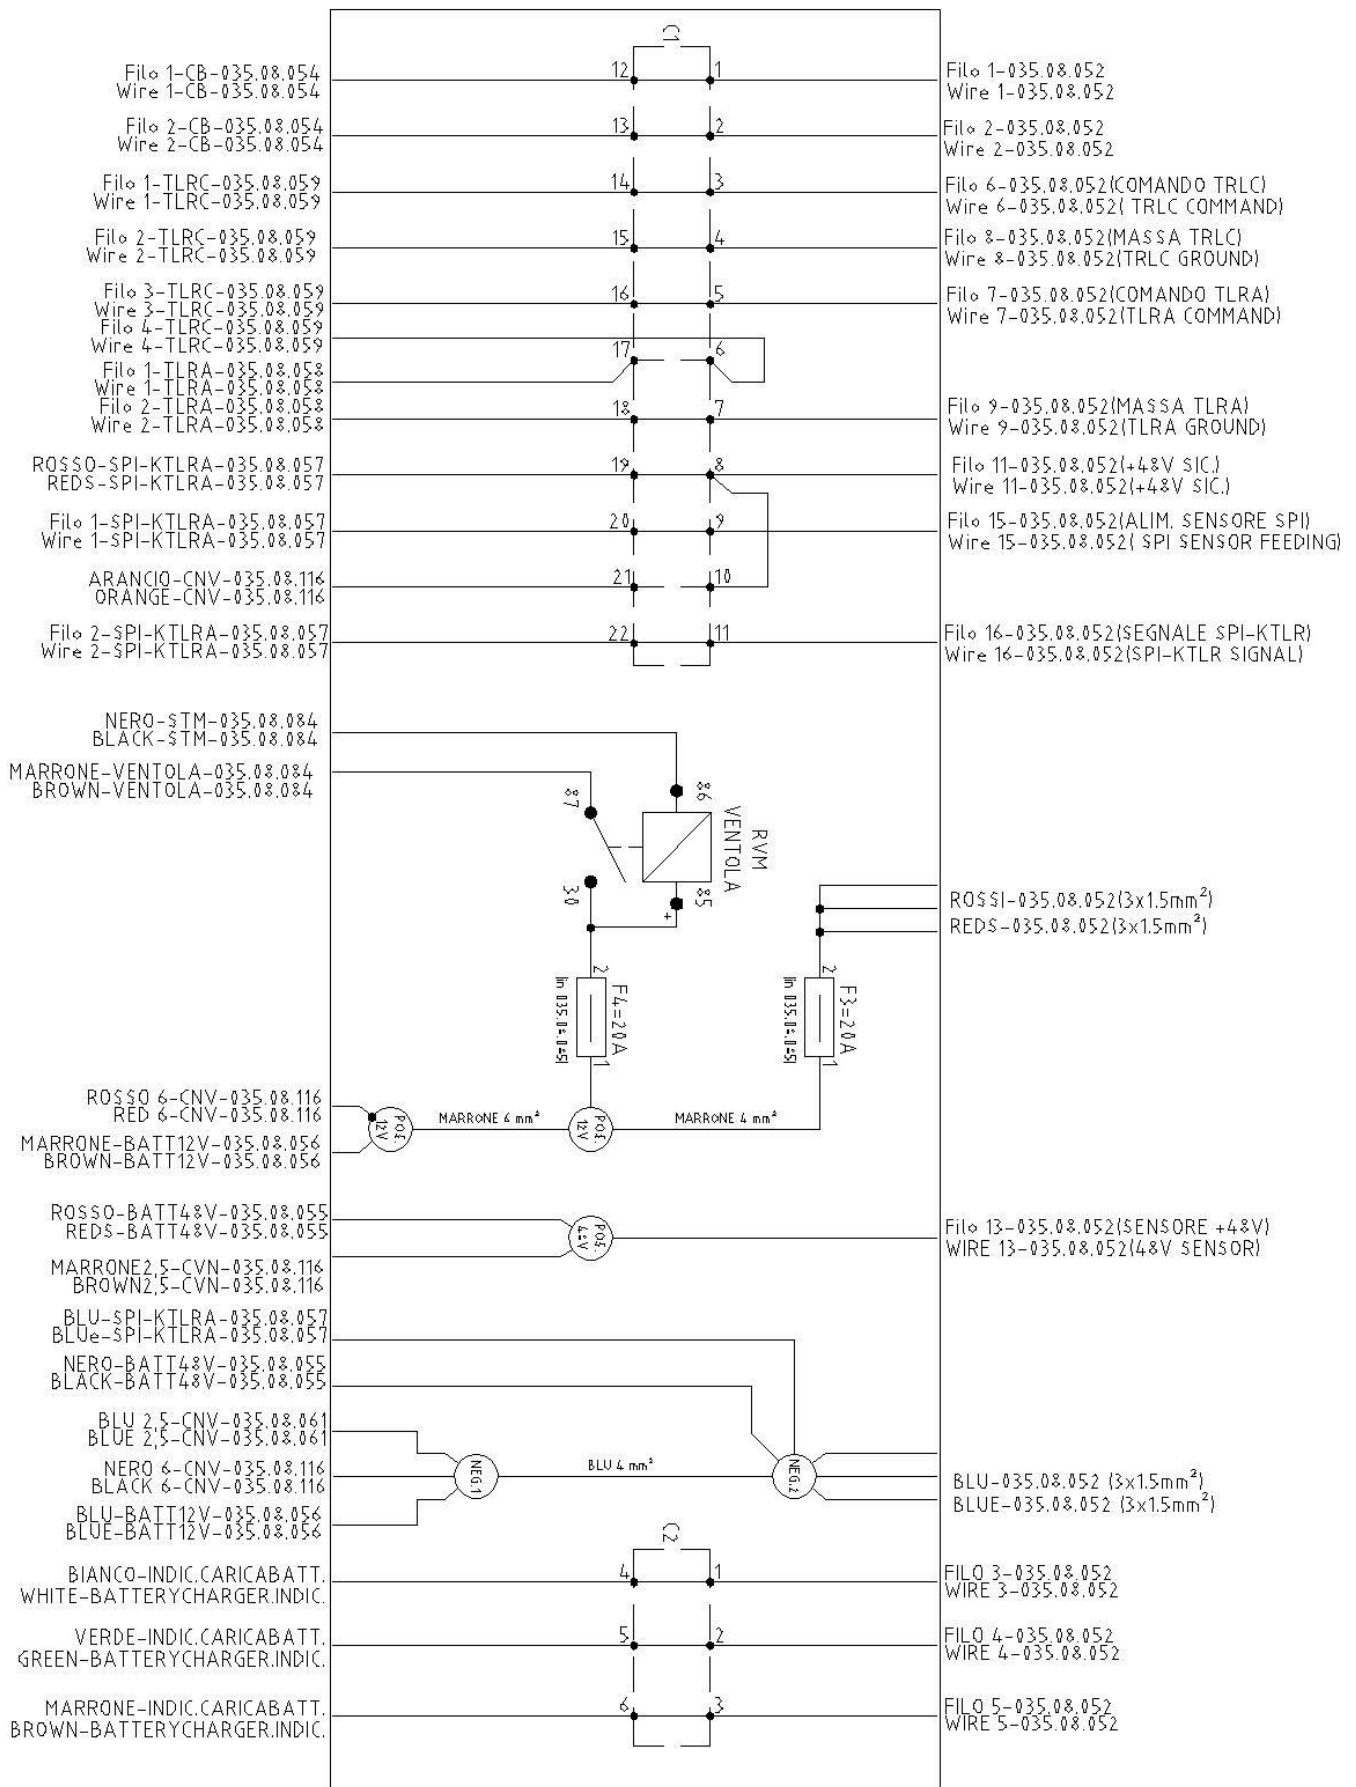 C1
Filo 1-CB-035.08.054
Wire 1-CB-035.08.054
12
1
Filo 1-035.08.052
Wire 1-035.08.052
Filo 2-CB-035.08.054
Wire 2-CB-035.08.054
13
2
Filo 2-035.08.052
Wire 2-035.08.052
Filo 1-TLRC-035.08.059
Wire 1-TLRC-035.08.059
14
3
Filo 6-035.08.052(COMANDO TRLC)
Wire 6-035.08.052( TRLC COMMAND)
Filo 2-TLRC-035.08.059
Wire 2-TLRC-035.08.059
15
4
Filo 8-035.08.052(MASSA TRLC)
Wire 8-035.08.052(TRLC GROUND)
Filo 3-TLRC-035.08.059
Wire 3-TLRC-035.08.059
16
5
Filo 7-035.08.052(COMANDO TLRA)
Wire 7-035.08.052(TLRA COMMAND)
Filo 4-TLRC-035.08.059
Wire 4-TLRC-035.08.059
17
6
Filo 1-TLRA-035.08.058
Wire 1-TLRA-035.08.058
Filo 2-TLRA-035.08.058
Wire 2-TLRA-035.08.058
18
7
Filo 9-035.08.052(MASSA TLRA)
Wire 9-035.08.052(TLRA GROUND)
ROSSO-SPI-KTLRA-035.08.057
REDS-SPI-KTLRA-035.08.057
19
8
Filo 11-035.08.052(+48V SIC.)
Wire 11-035.08.052(+48V SIC.)
Filo 1-SPI-KTLRA-035.08.057
Wire 1-SPI-KTLRA-035.08.057
20
9
Filo 15-035.08.052(ALIM. SENSORE SPI)
Wire 15-035.08.052( SPI SENSOR FEEDING)
ARANCIO-CNV-035.08.116
ORANGE-CNV-035.08.116
21
10
Filo 2-SPI-KTLRA-035.08.057
Wire 2-SPI-KTLRA-035.08.057
22
11
Filo 16-035.08.052(SEGNALE SPI-KTLR)
Wire 16-035.08.052(SPI-KTLR SIGNAL)
NERO-STM-035.08.084
BLACK-STM-035.08.084
MARRONE-VENTOLA-035.08.084
BROWN-VENTOLA-035.08.084
87
86
RVM
VENTOLA
30
85
+
ROSSI-035.08.052(3x1.5mm²)
REDS-035.08.052(3x1.5mm²)
2
F4=20A
1
2
F3=20A
1
ROSSO 6-CNV-035.08.116
RED 6-CNV-035.08.116
MARRONE-BATT12V-035.08.056
BROWN-BATT12V-035.08.056
POS.
12V
MARRONE 6 mm²
POS.
12V
MARRONE 4 mm²
ROSSO-BATT48V-035.08.055
REDS-BATT48V-035.08.055
MARRONE2,5-CVN-035.08.116
BROWN2,5-CVN-035.08.116
POS.
48V
Filo 13-035.08.052(SENSORE +48V)
WIRE 13-035.08.052(48V SENSOR)
BLU-SPI-KTLRA-035.08.057
BLUe-SPI-KTLRA-035.08.057
NERO-BATT48V-035.08.055
BLACK-BATT48V-035.08.055
BLU 2,5-CNV-035.08.061
BLUE 2,5-CNV-035.08.061
NERO 6-CNV-035.08.116
BLACK 6-CNV-035.08.116
BLU-BATT12V-035.08.056
BLUE-BATT12V-035.08.056
NEG.1
BLU 4 mm²
NEG.2
BLU-035.08.052 (3x1.5mm²)
BLUE-035.08.052 (3x1.5mm²)
C2
BIANCO-INDIC.CARICABATT.
WHITE-BATTERYCHARGER.INDIC.
4
1
FILO 3-035.08.052
WIRE 3-035.08.052
VERDE-INDIC.CARICABATT.
GREEN-BATTERYCHARGER.INDIC.
5
2
FILO 4-035.08.052
WIRE 4-035.08.052
MARRONE-INDIC.CARICABATT.
BROWN-BATTERYCHARGER.INDIC.
6
3
FILO 5-035.08.052
WIRE 5-035.08.052